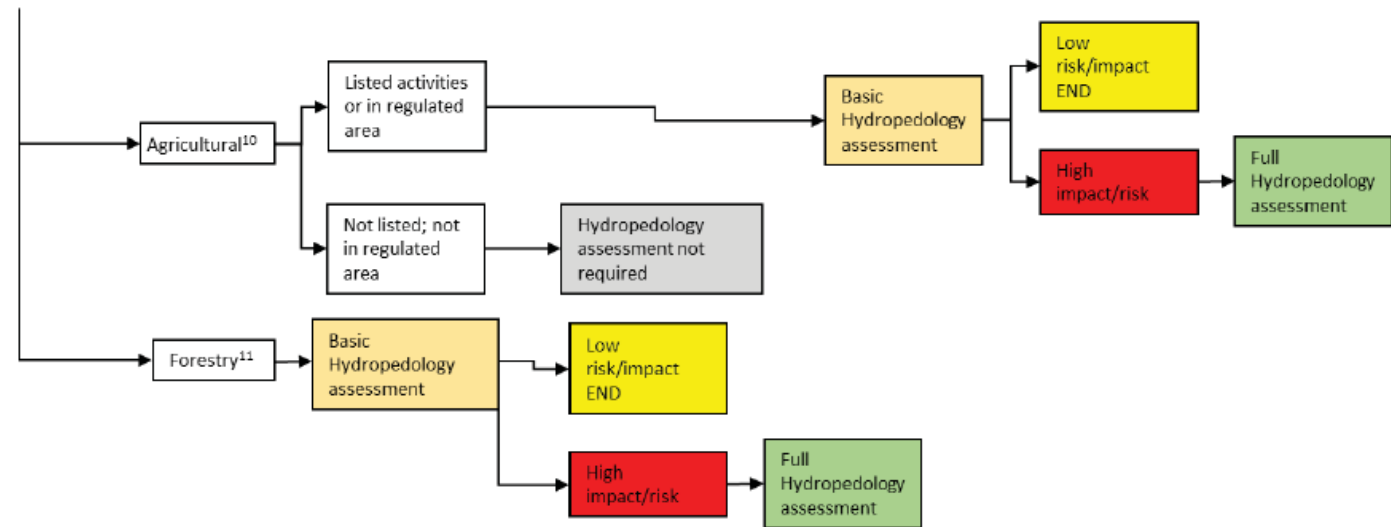 Listed activities
or in regulated
area
Basic
Hydropedology
assessment
Low
risk/impact
END
Agricultural¹⁰
High
impact/risk
Full
Hydropedology
assessment
Not listed; not
in regulated
area
Hydropedology
assessment not
required
Forestry¹¹
Basic
Hydropedology
assessment
Low
risk/impact
END
High
impact/risk
Full
Hydropedology
assessment